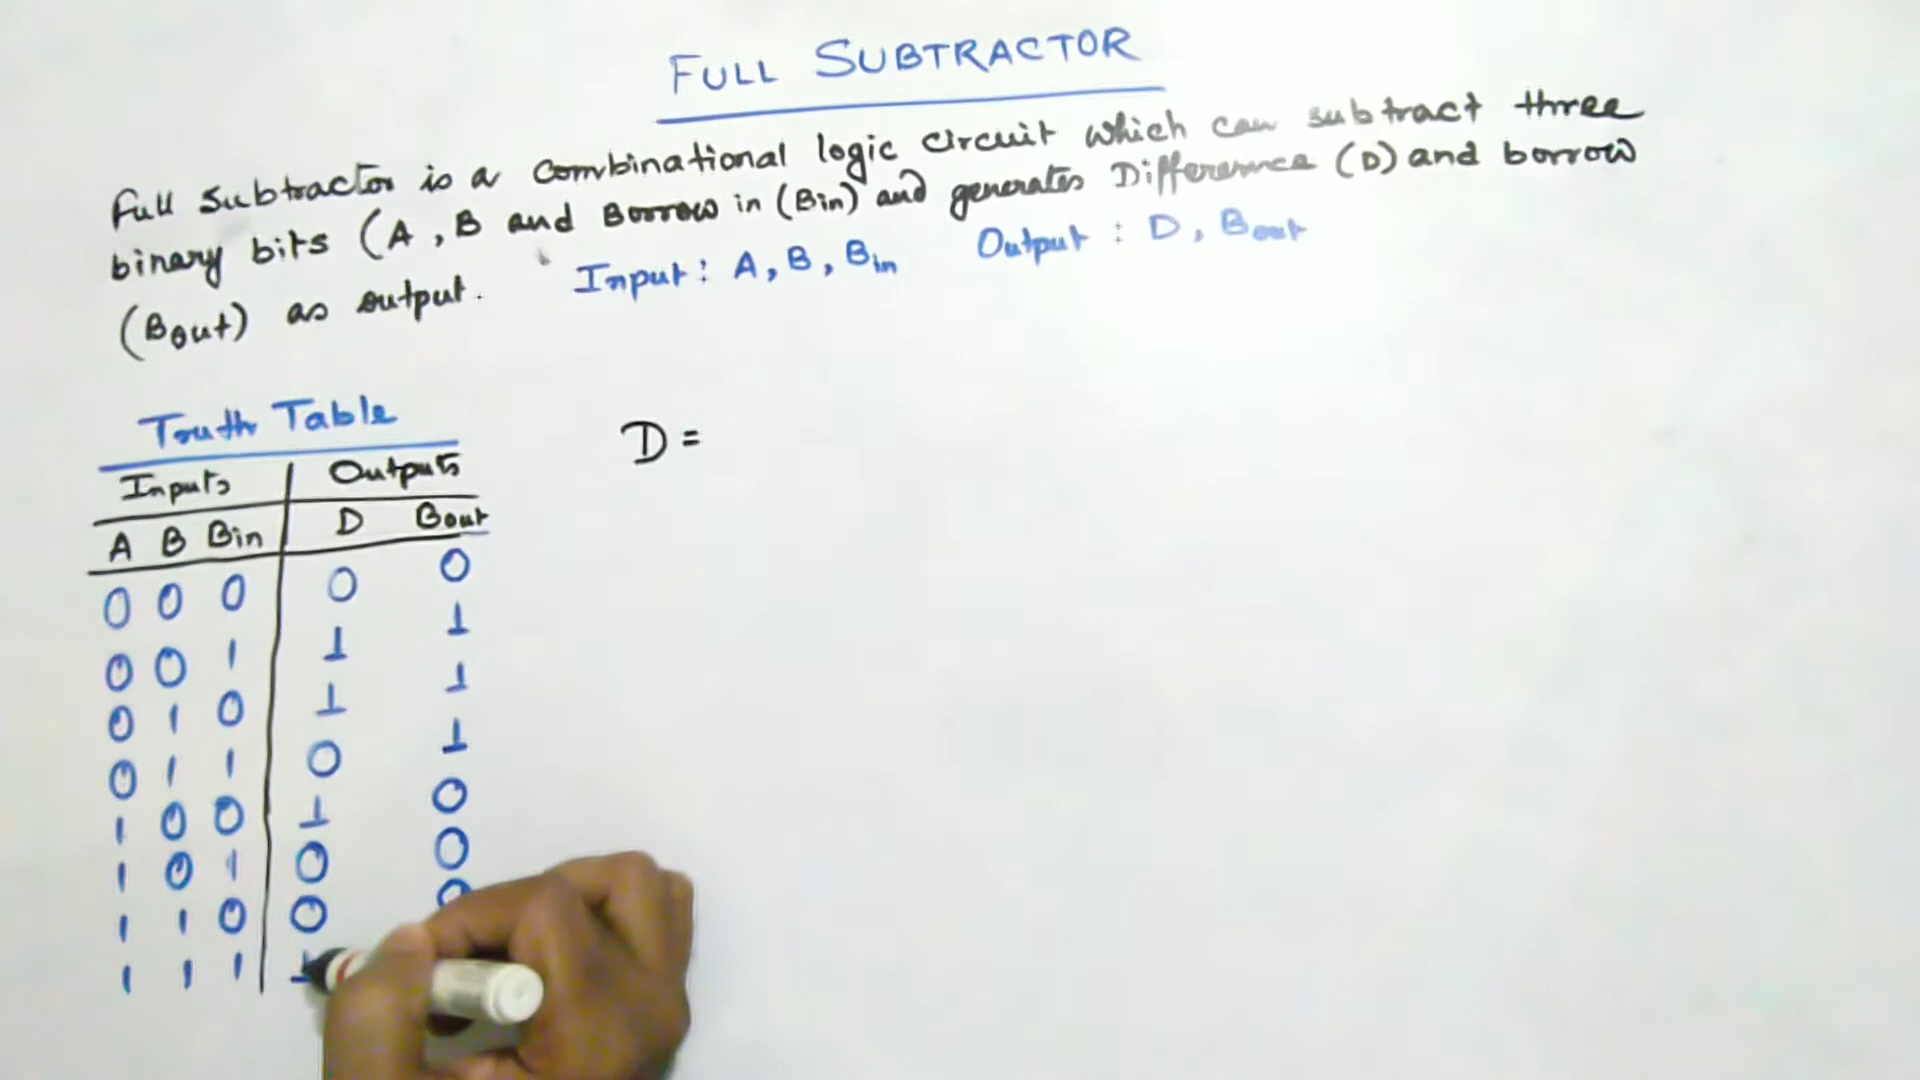 FULL SUBTRACTOR
Full Subtractor is a combinational logic circuit which can subtract three
binary bits (A, B and Borrow in (Bin) and generates Difference (D) and borrow
(Bout) as output. Input: A, B, Bin Output: D, Bout
Truth Table
D =
Inputs Outputs
A B Bin D Bout
0 0 0 0 0
0 0 1 1 1
0 1 0 1 1
0 1 1 0 1
1 0 0 1 0
1 0 1 0 0
1 1 0 0 0
1 1 1 1